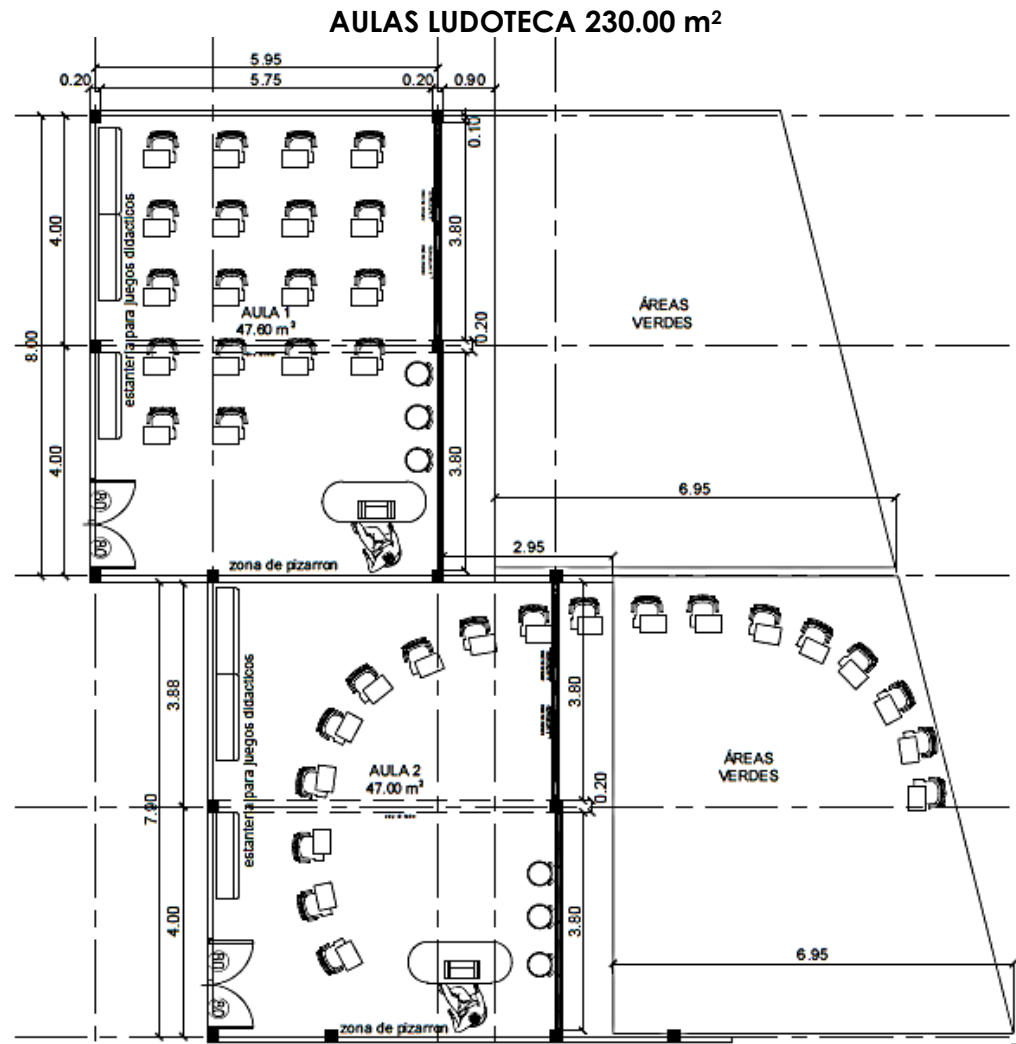 AULAS LUDOTECA 230.00 m²
5.95
0.20
5.75
0.20
0.90
0.10
4.00
3.80
estanteria para juegos didacticos
ÁREAS
VERDES
AULA 1
47.60 m²
0.20
8.00
4.00
3.80
6.95
2.95
zona de pizarron
3.88
3.80
estanteria para juegos didacticos
AULA 2
47.00 m²
ÁREAS
VERDES
0.20
7.90
4.00
3.80
6.95
zona de pizarron